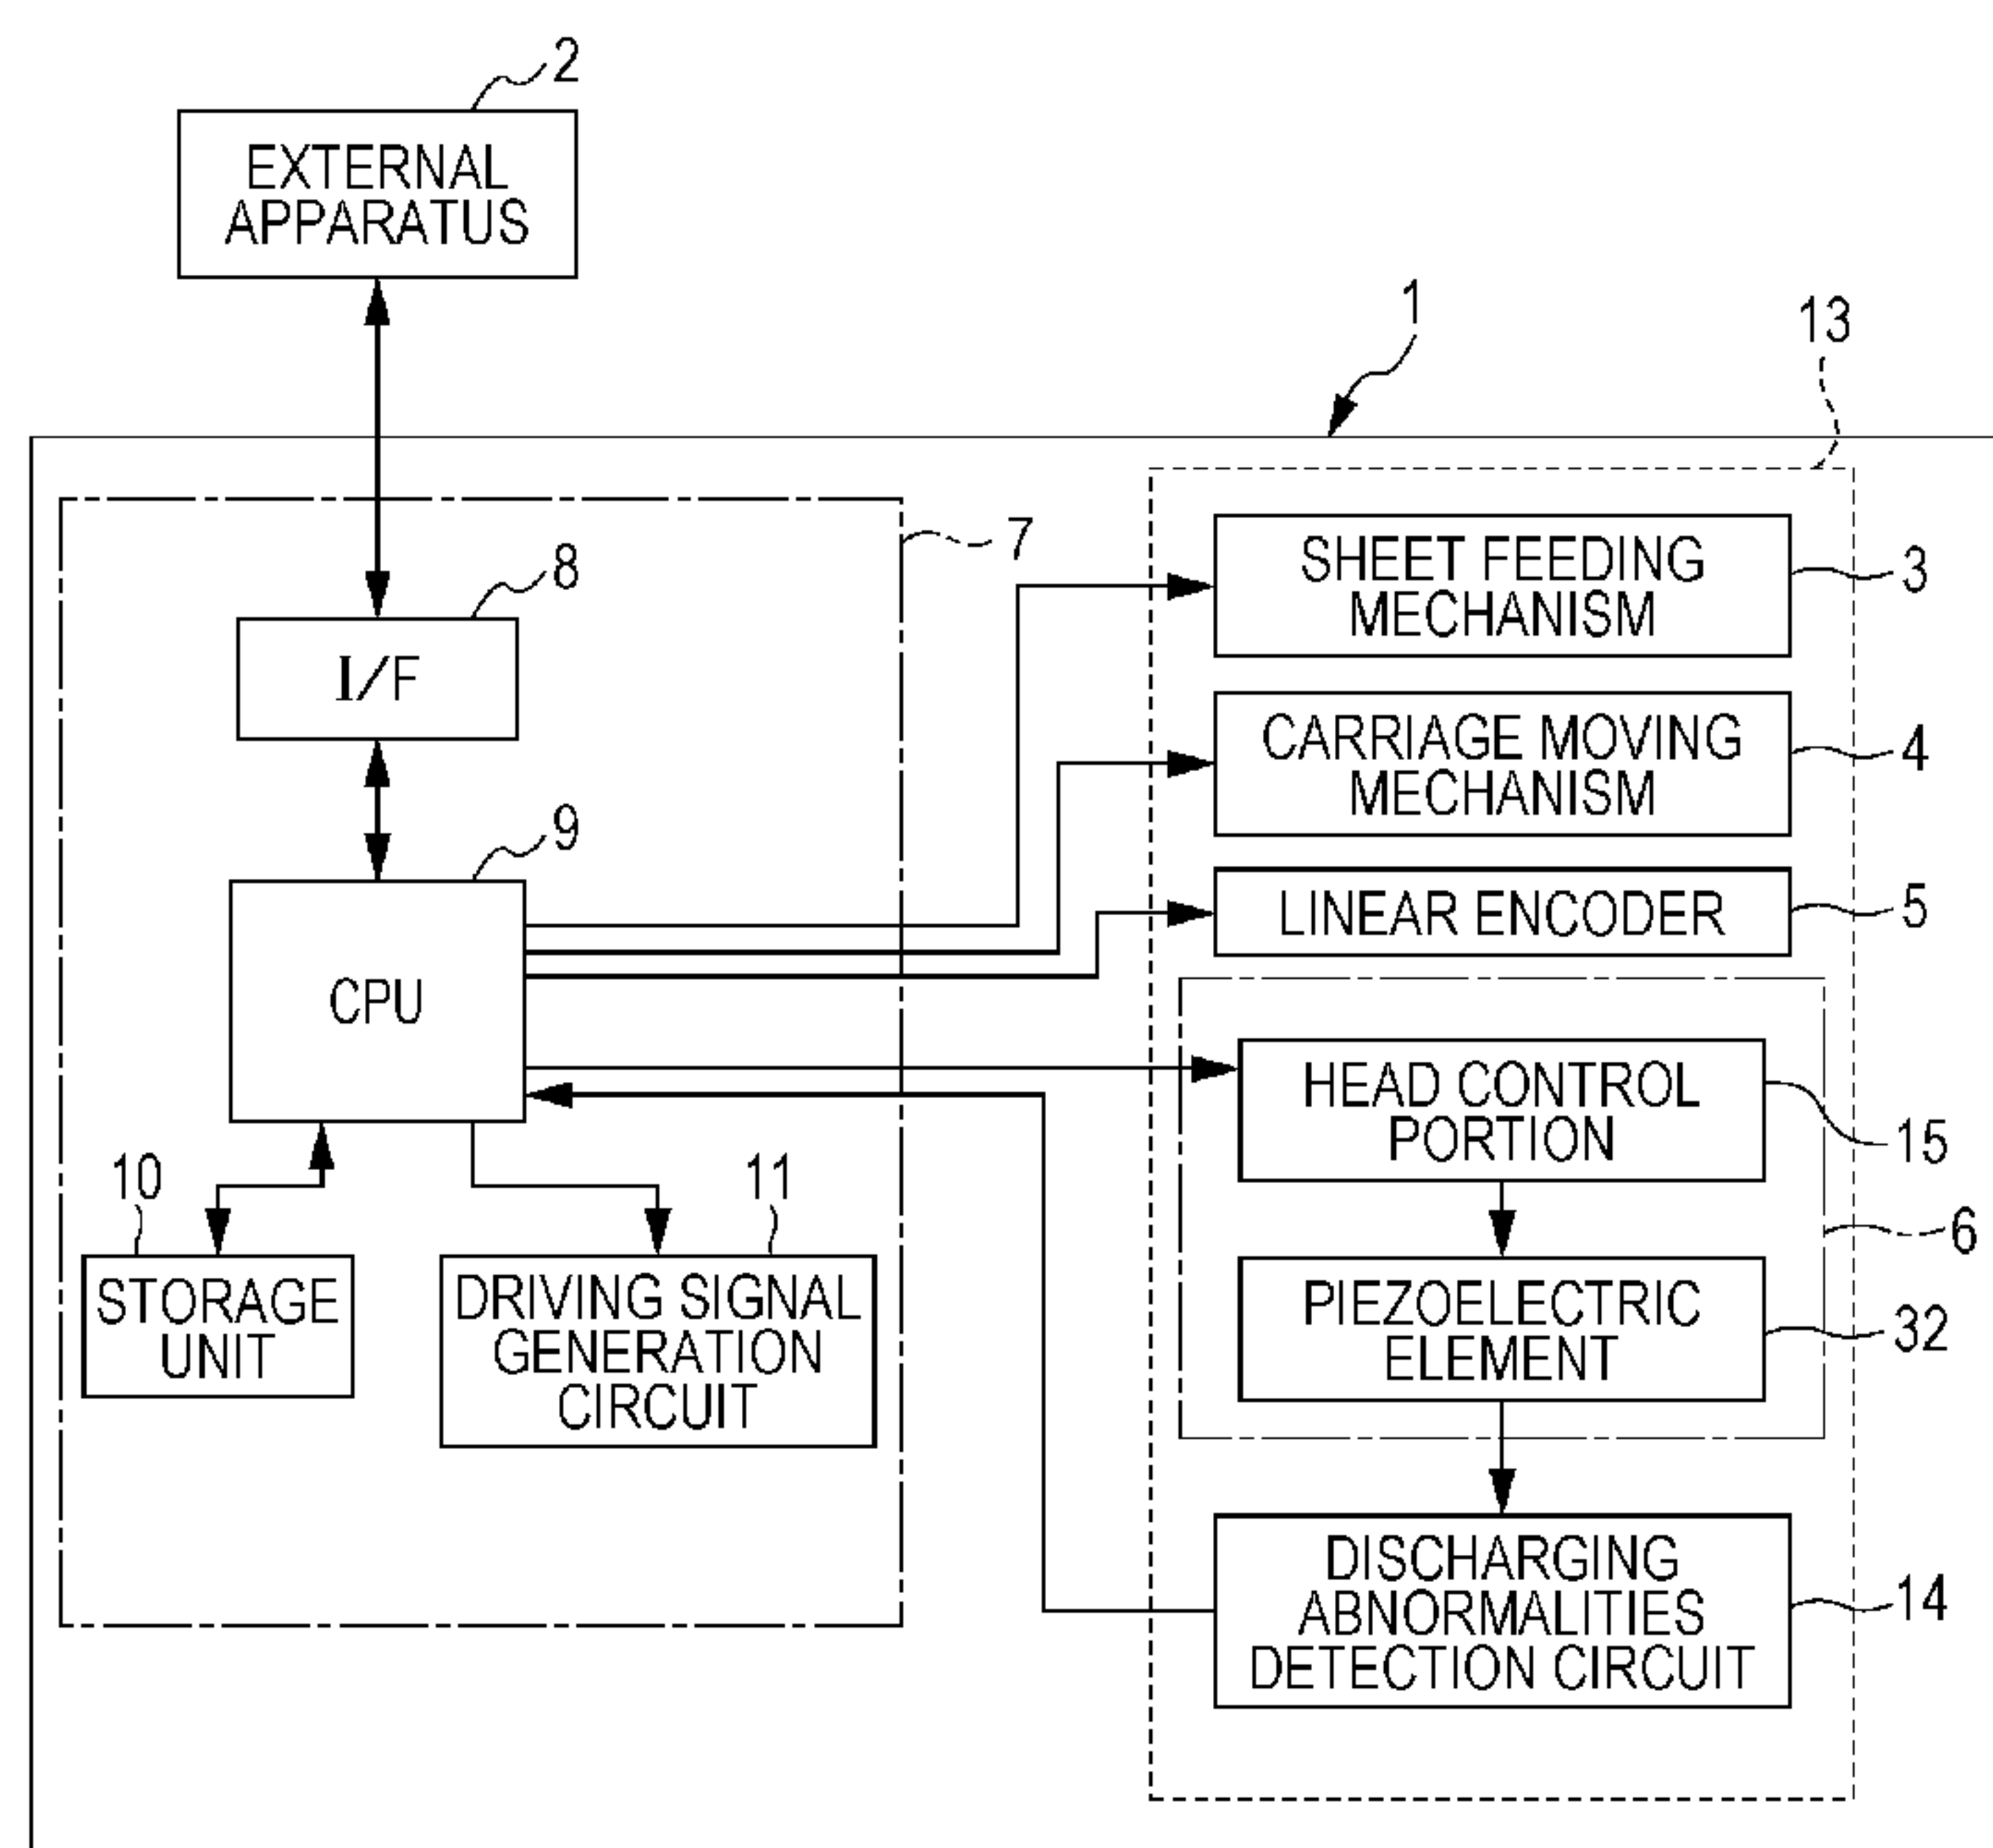 2
EXTERNAL
APPARATUS
1
13
7
8
I/F
SHEET FEEDING
MECHANISM
3
CARRIAGE MOVING
MECHANISM
4
9
CPU
LINEAR ENCODER
5
HEAD CONTROL
PORTION
15
10
STORAGE
UNIT
11
DRIVING SIGNAL
GENERATION
CIRCUIT
6
PIEZOELECTRIC
ELEMENT
32
DISCHARGING
ABNORMALITIES
DETECTION CIRCUIT
14